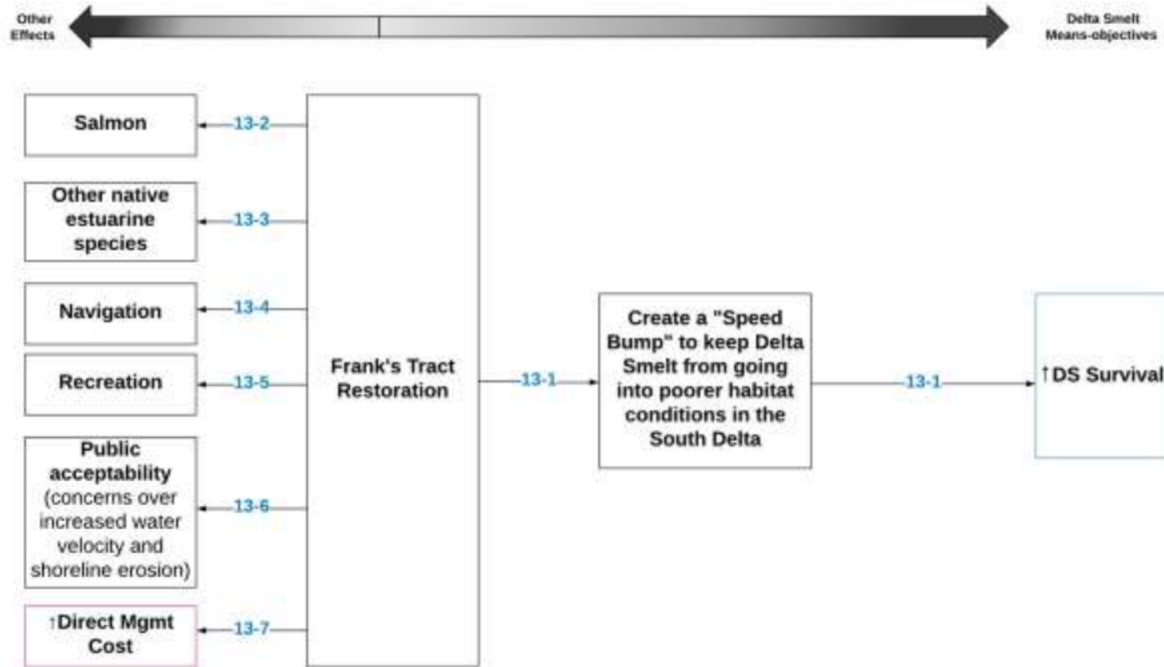 Other
Effects
Delta Smelt
Means-objectives
Salmon
13-2
Other native
estuarine
species
13-3
Navigation
13-4
Recreation
13-5
Public
acceptability
(concerns over
increased water
velocity and
shoreline erosion)
13-6
↑Direct Mgmt
Cost
13-7
Frank's Tract
Restoration
13-1
Create a "Speed
Bump" to keep Delta
Smelt from going
into poorer habitat
conditions in the
South Delta
13-1
↑DS Survival